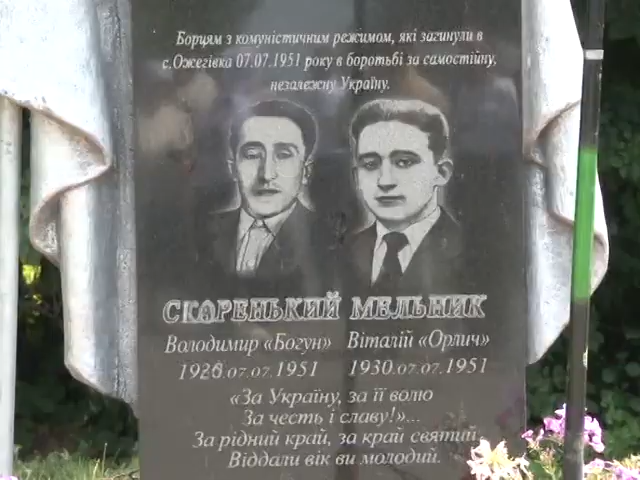 Борцям з комуністичним режимом, які загинули в
с.Ожегівка 07.07.1951 року в боротьбі за самостійну,
незалежну Україну.
СКОРЕНЬКИЙ МЕЛЬНИК
Володимир «Богун» Віталій «Орлич»
1928.07.07.1951 1930.07.07.1951
«За Україну, за її волю
За честь і славу!»...
За рідний край, за край святий
Віддали вік ви молодий.